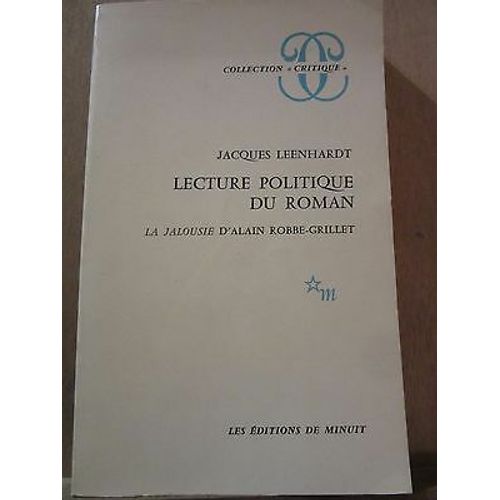 COLLECTION « CRITIQUE »
JACQUES LEENHARDT
LECTURE POLITIQUE
DU ROMAN
LA JALOUSIE D'ALAIN ROBBE-GRILLET
m
LES ÉDITIONS DE MINUIT